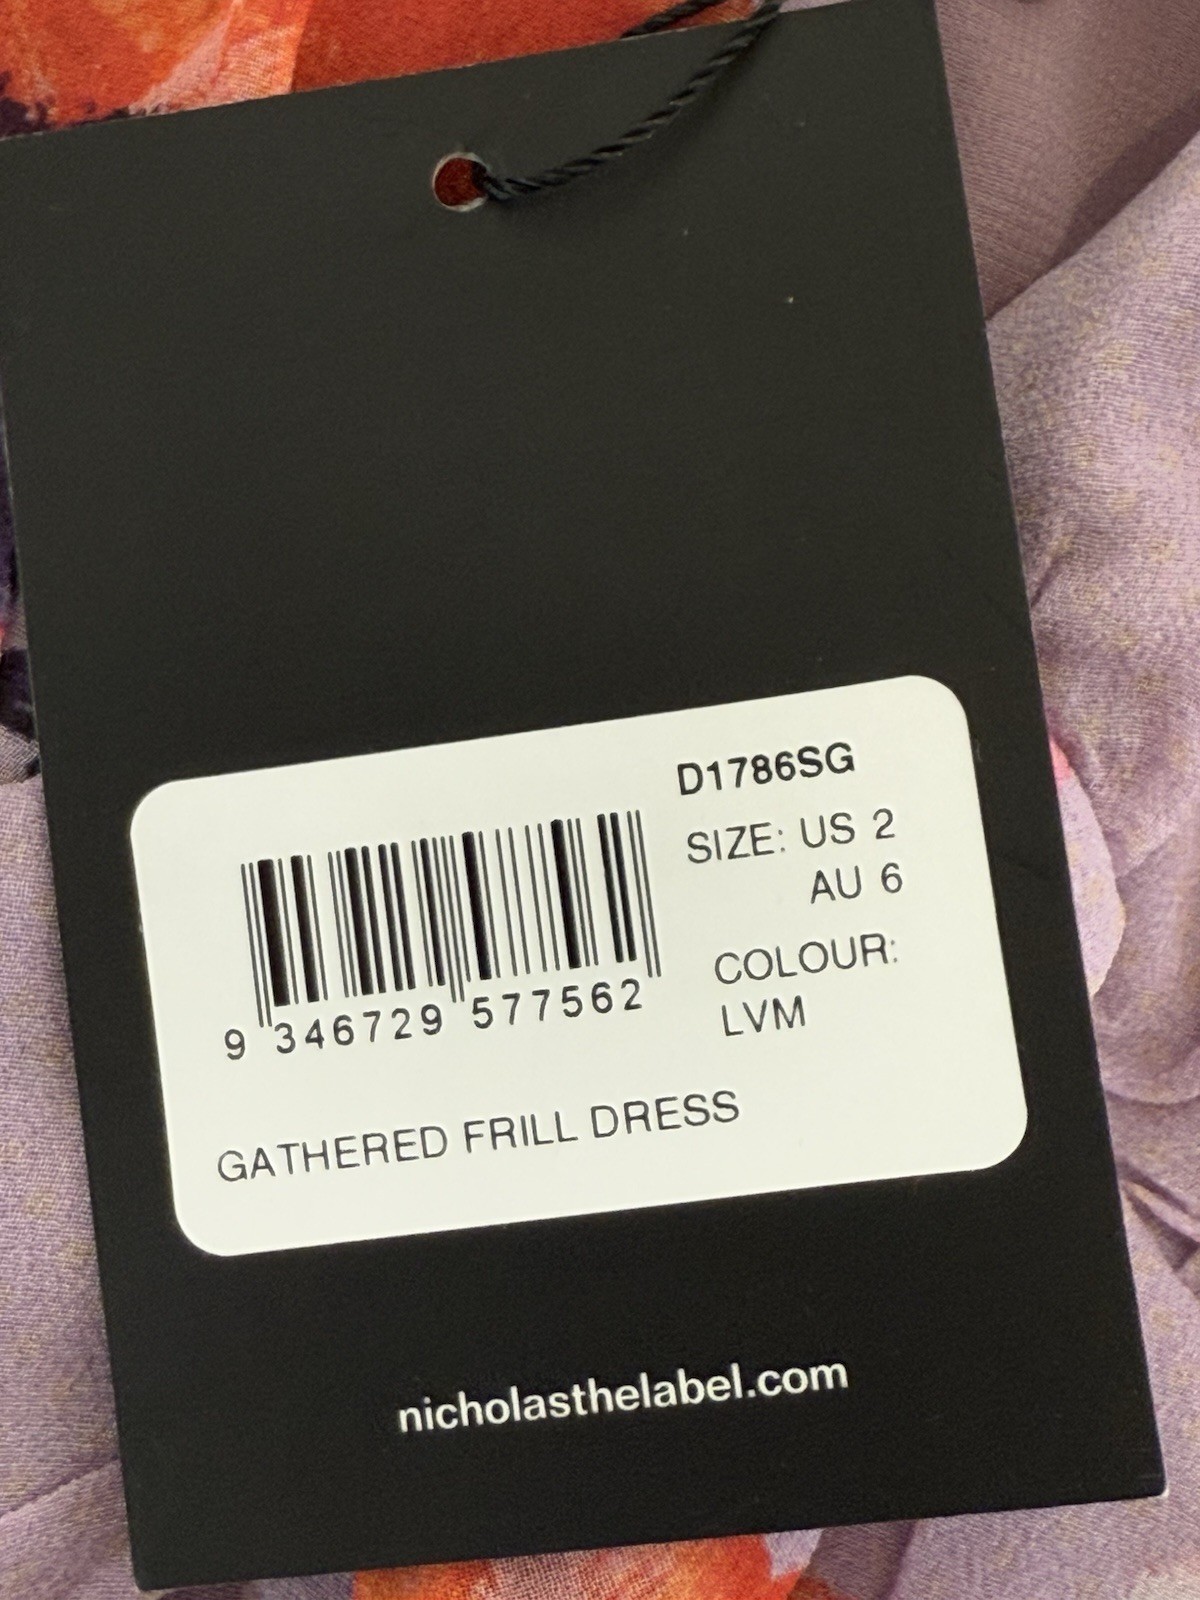 D1786SG
SIZE: US 2
AU 6
COLOUR:
LVM
9 346729 577562
GATHERED FRILL DRESS
nicholasthelabel.com